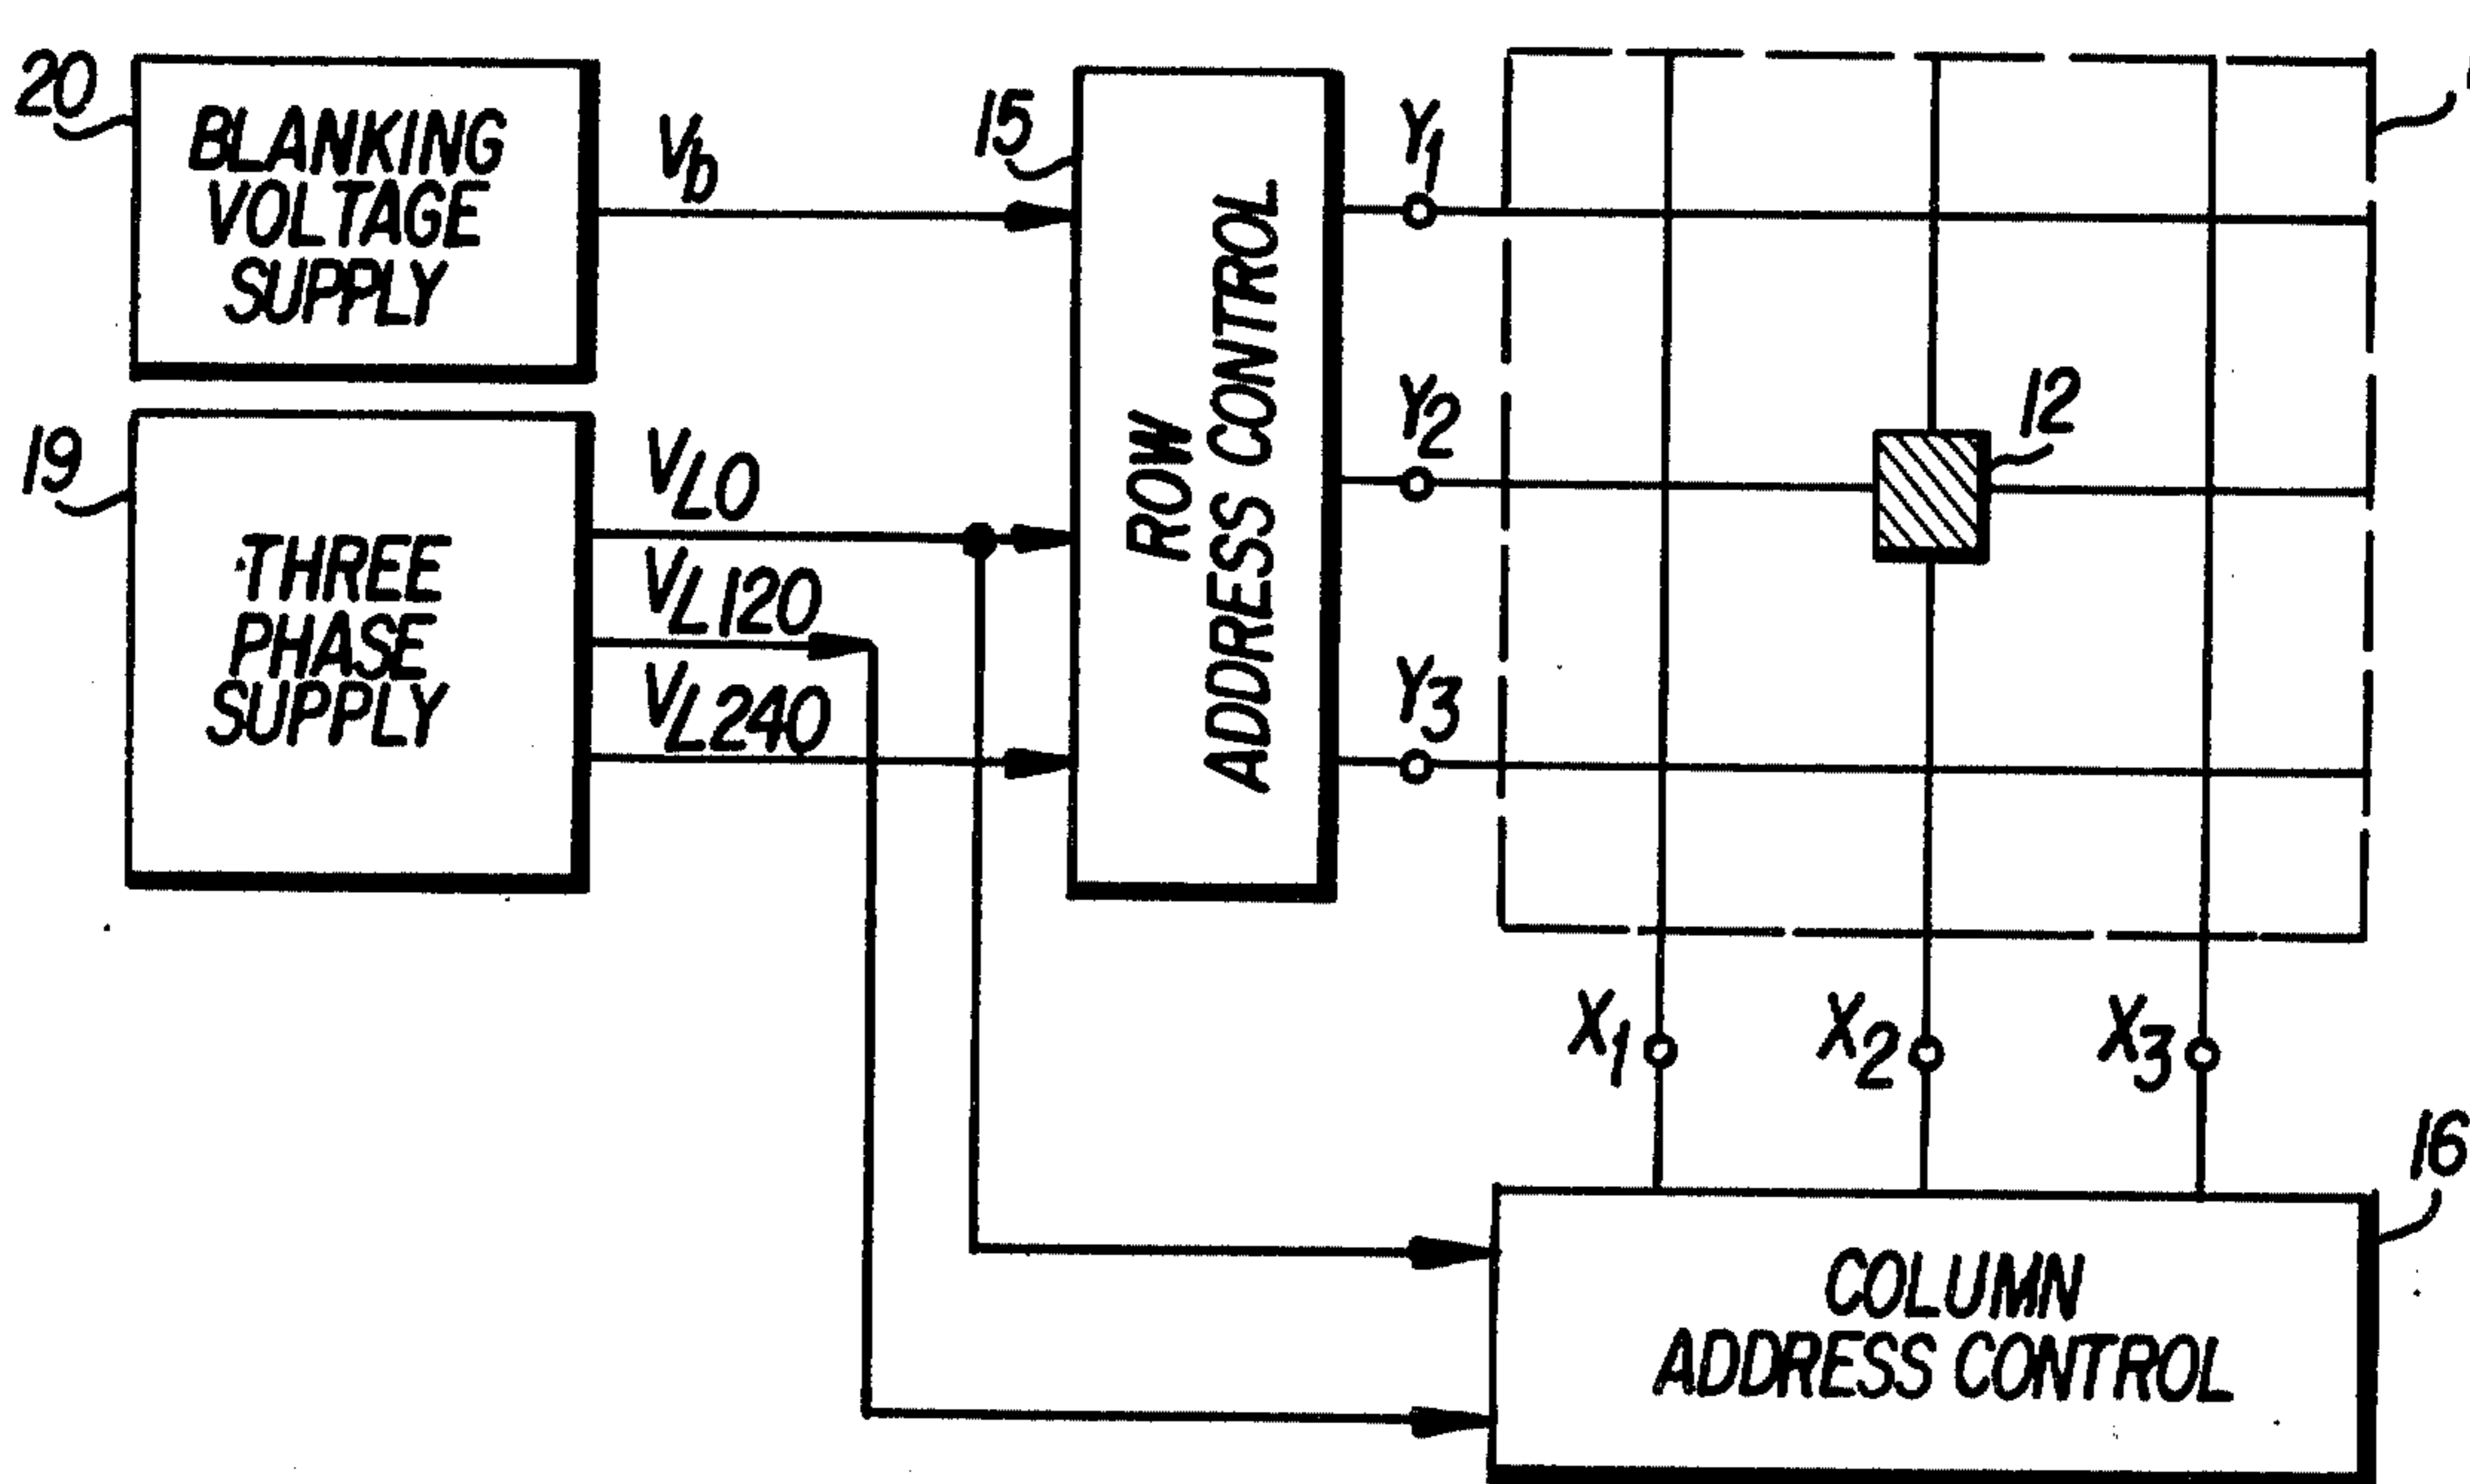 20
BLANKING
VOLTAGE
SUPPLY
Vb
15
ROW
ADDRESS CONTROL
Y1
Y2
Y3
12
19
THREE
PHASE
SUPPLY
VL0
VL120
VL240
X1
X2
X3
16
COLUMN
ADDRESS CONTROL